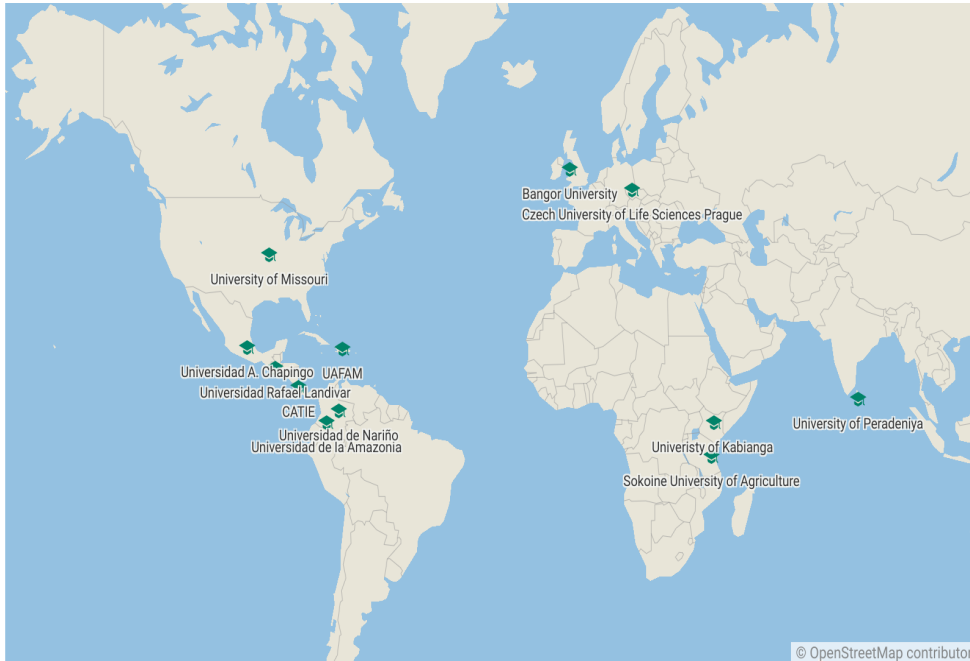 Bangor University
Czech University of Life Sciences Prague
University of Missouri
Universidad A. Chapingo
UAFAM
Universidad Rafael Landivar
CATIE
Universidad de Nariño
Universidad de la Amazonia
University of Peradeniya
Univeristy of Kabianga
Sokoine University of Agriculture
© OpenStreetMap contributor